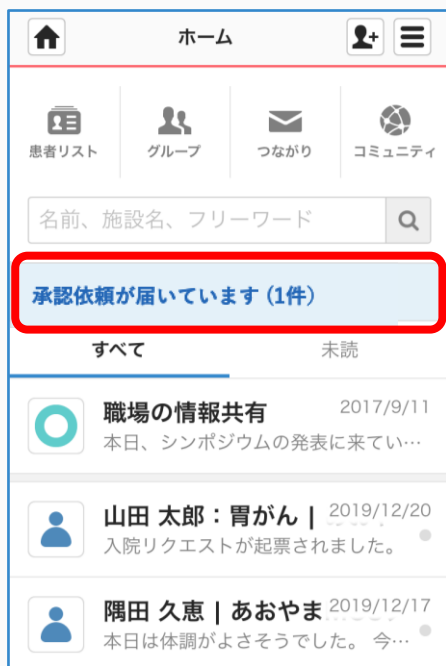 ホーム
患者リスト グループ つながり コミュニティ
名前、施設名、フリーワード
承認依頼が届いています (1件)
すべて 未読
職場の情報共有 2017/9/11
本日、シンポジウムの発表に来てい…
山田 太郎：胃がん | 2019/12/20
入院リクエストが起票されました。
隅田 久恵 | あおやま 2019/12/17
本日は体調がよさそうでした。 今…